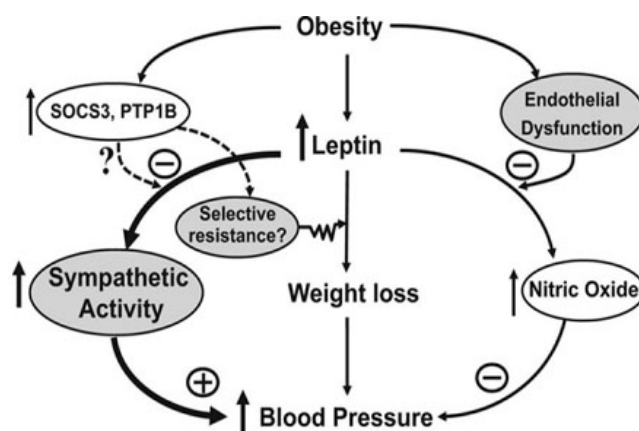 Obesity
SOCS3, PTP1B
Endothelial
Dysfunction
?
−
Leptin
−
Selective
resistance?
Sympathetic
Activity
Weight loss
Nitric Oxide
+
−
Blood Pressure